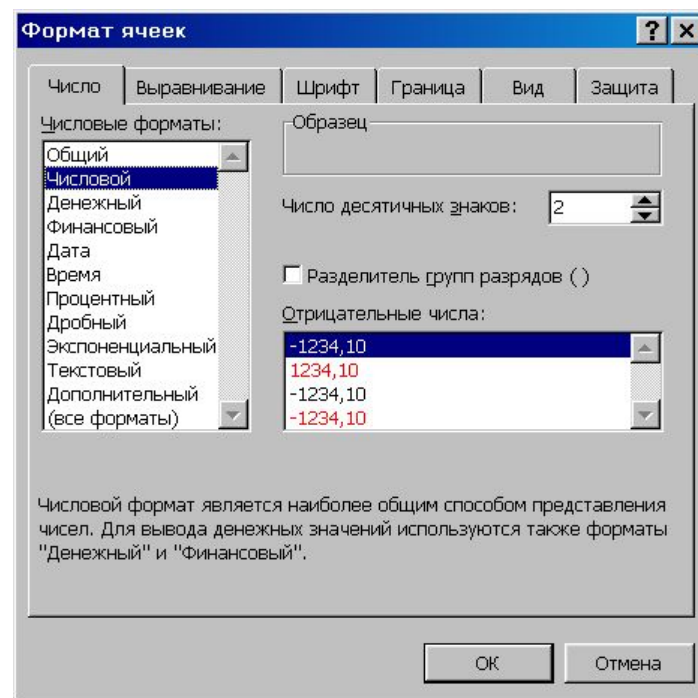 Формат ячеек
Число Выравнивание Шрифт Граница Вид Защита
Числовые форматы:
Общий
Числовой
Денежный
Финансовый
Дата
Время
Процентный
Дробный
Экспоненциальный
Текстовый
Дополнительный
(все форматы)
Образец
Число десятичных знаков: 2
Разделитель групп разрядов ( )
Отрицательные числа:
-1234,10
1234,10
-1234,10
-1234,10
Числовой формат является наиболее общим способом представления
чисел. Для вывода денежных значений используются также форматы
"Денежный" и "Финансовый".
ОК Отмена